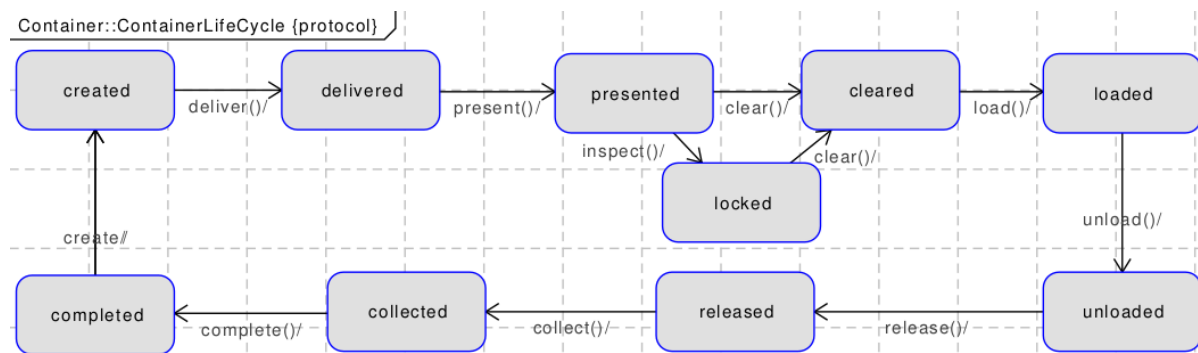 Container::ContainerLifeCycle {protocol}
created
deliver()/
delivered
present()/
presented
clear()/
cleared
load()/
loaded
inspect()/
clear()/
locked
unload()/
create//
completed
complete()/
collected
collect()/
released
release()/
unloaded